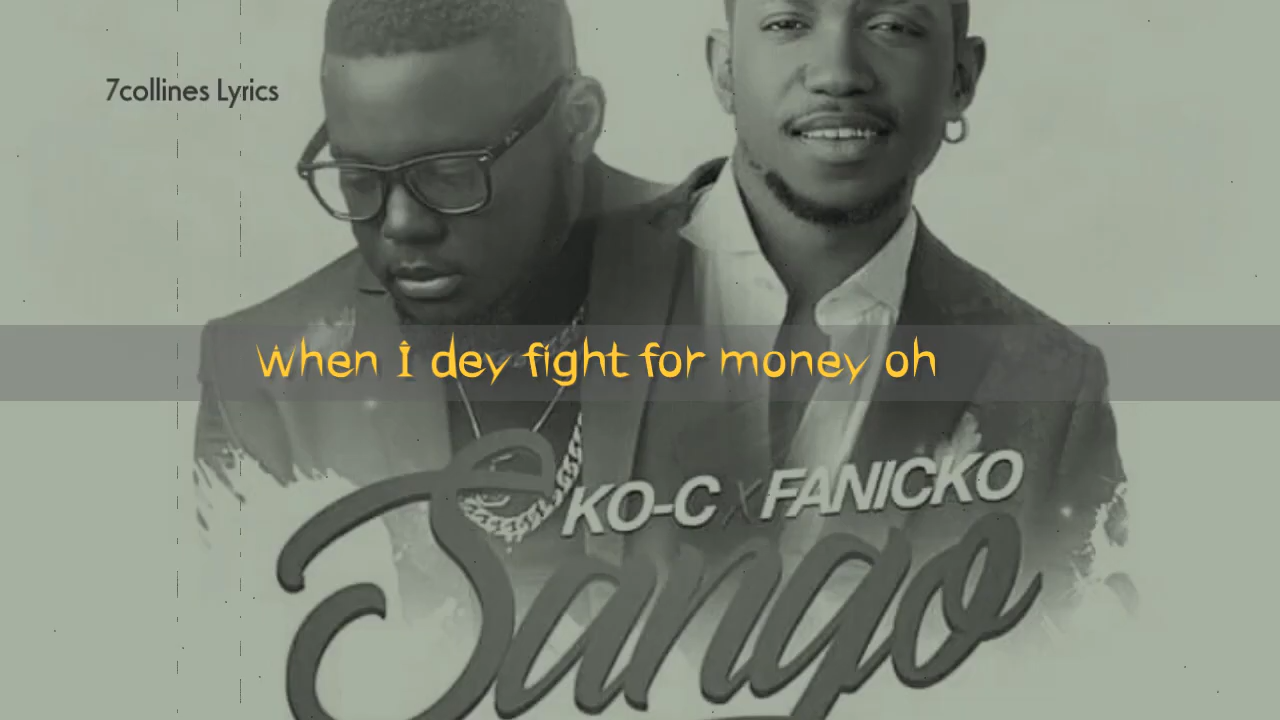 7collines Lyrics
When I dey fight for money oh
KO-C X FANICKO
Sango